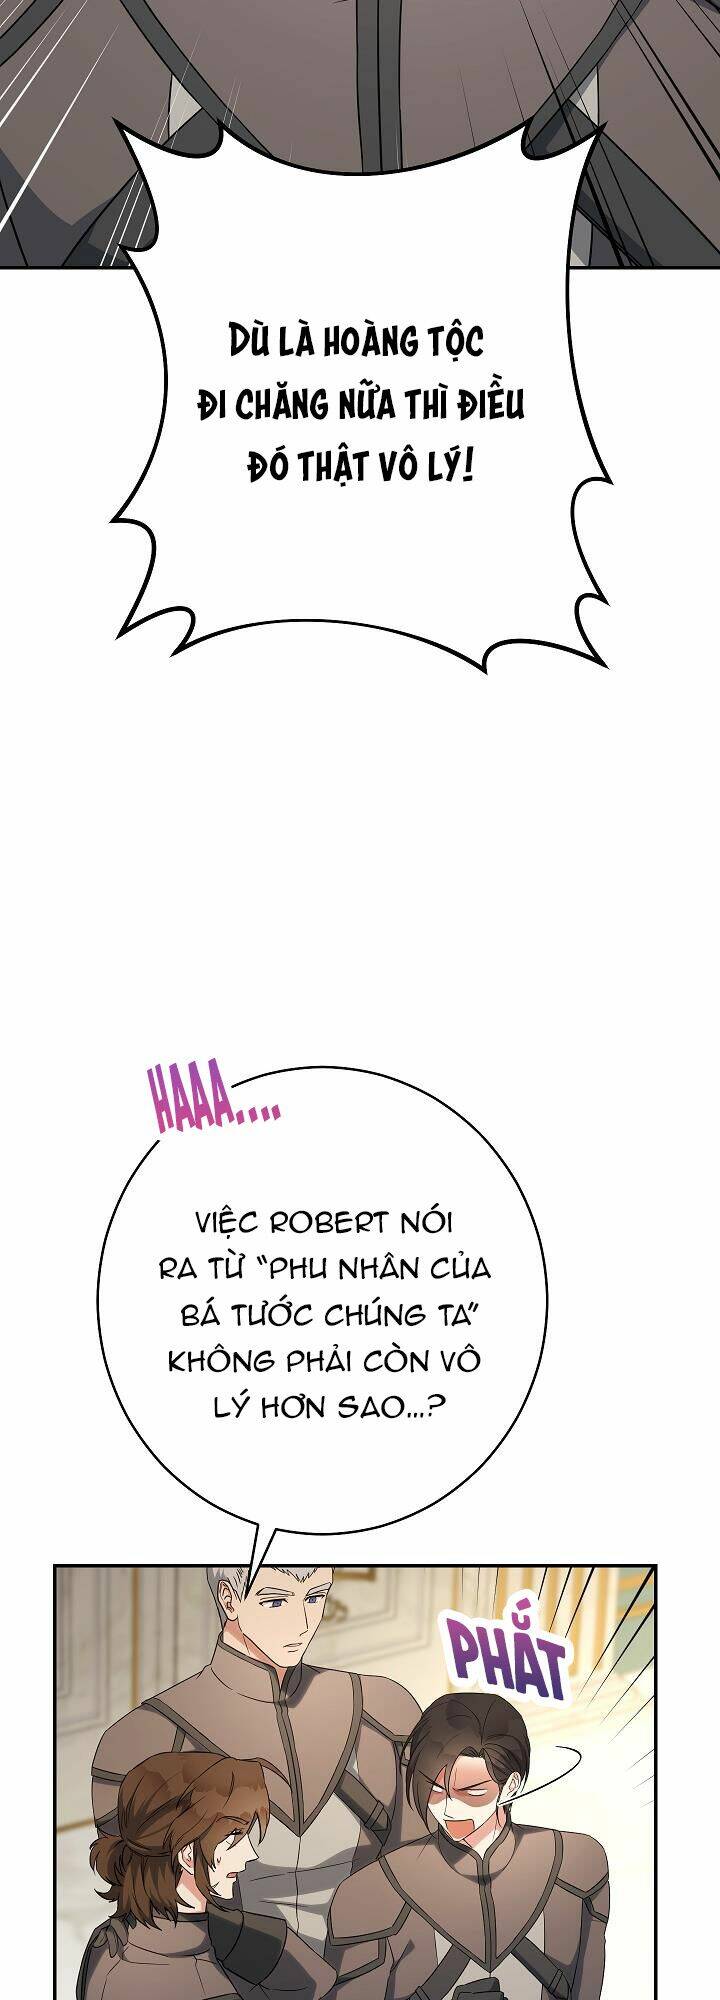 DÙ LÀ HOÀNG TỘC
ĐI CHĂNG NỮA THÌ ĐIỀU
ĐÓ THẬT VÔ LÝ!
HAAA....
VIỆC ROBERT NÓI
RA TỪ "PHU NHÂN CỦA
BÁ TƯỚC CHÚNG TA"
KHÔNG PHẢI CÒN VÔ
LÝ HƠN SAO...?
PHẮT